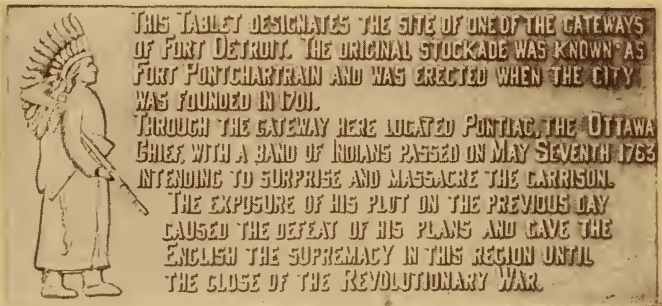 THIS TABLET DESIGNATES THE SITE OF ONE OF THE GATEWAYS
OF FORT DETROIT. THE ORIGINAL STOCKADE WAS KNOWN AS
FORT PONTCHARTRAIN AND WAS ERECTED WHEN THE CITY
WAS FOUNDED IN 1701.
THROUGH THE GATEWAY HERE LOCATED PONTIAC, THE OTTAWA
CHIEF, WITH A BAND OF INDIANS PASSED ON MAY SEVENTH 1763
INTENDING TO SURPRISE AND MASSACRE THE GARRISON.
THE EXPOSURE OF HIS PLOT ON THE PREVIOUS DAY
CAUSED THE DEFEAT OF HIS PLANS AND GAVE THE
ENGLISH THE SUPREMACY IN THIS REGION UNTIL
THE CLOSE OF THE REVOLUTIONARY WAR.